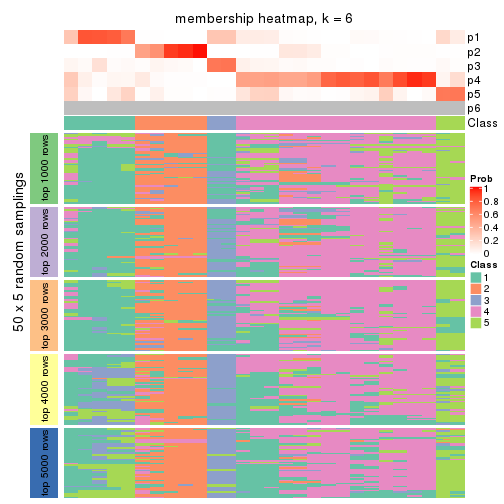 membership heatmap, k = 6
p1
p2
p3
p4
p5
p6
Class
50 x 5 random samplings
top 1000 rows
top 2000 rows
top 3000 rows
top 4000 rows
top 5000 rows
Prob
1
0.8
0.6
0.4
0.2
0
Class
1
2
3
4
5